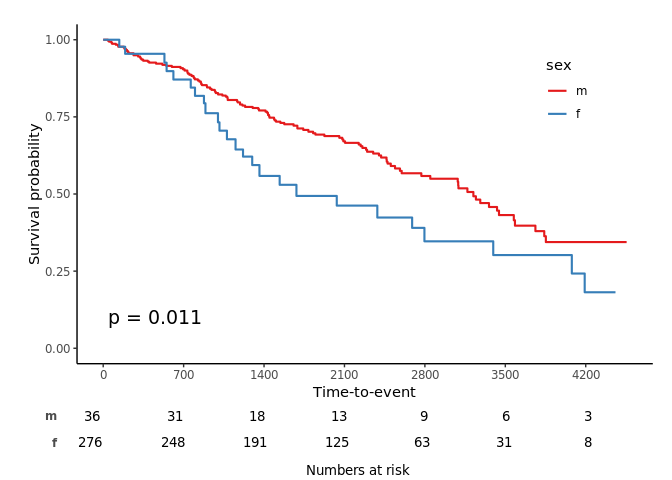 1.00
0.75
0.50
0.25
0.00
Survival probability
sex
m
f
p = 0.011
0 700 1400 2100 2800 3500 4200
Time-to-event
m 36 31 18 13 9 6 3
f 276 248 191 125 63 31 8
Numbers at risk